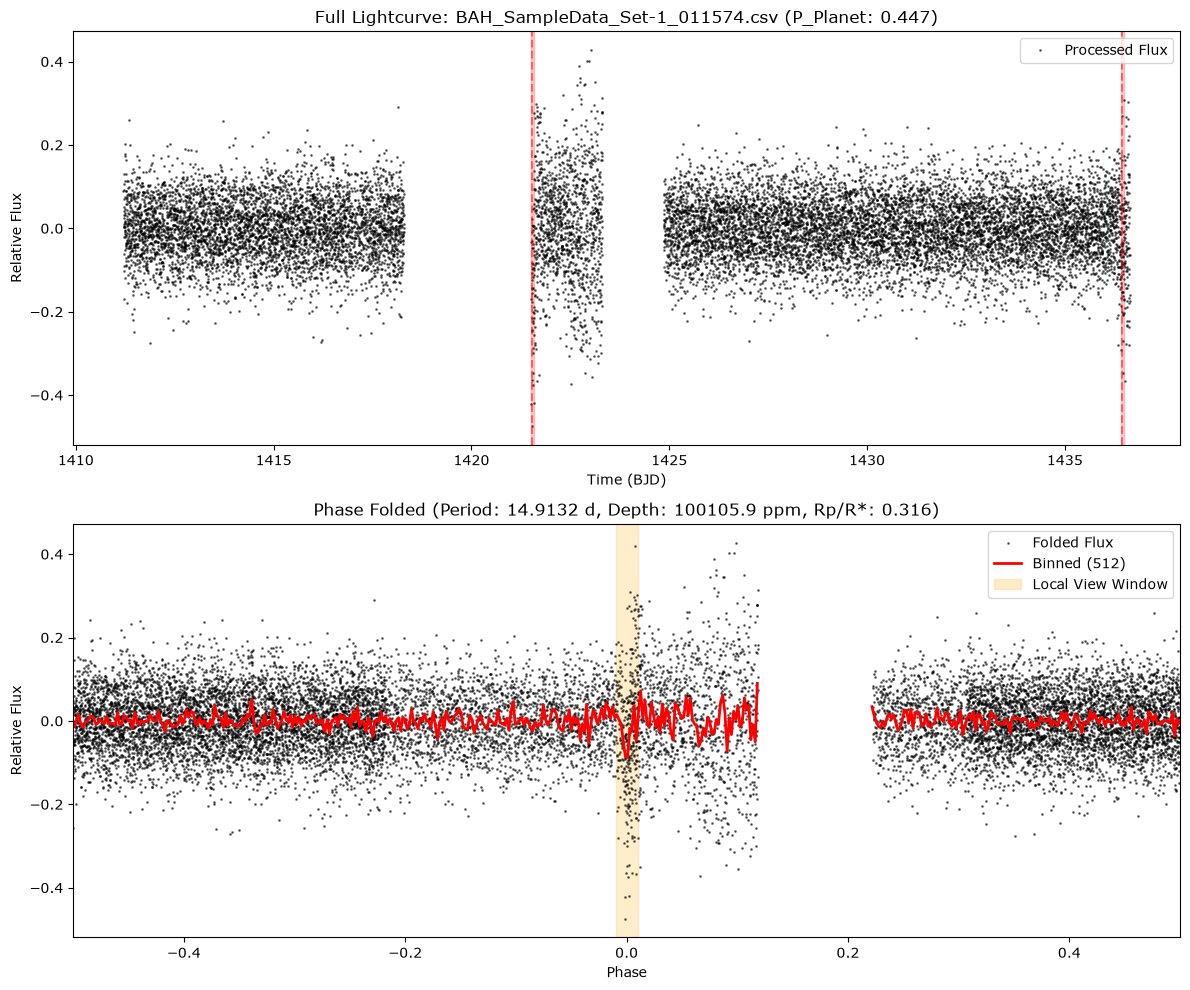 Full Lightcurve: BAH_SampleData_Set-1_011574.csv (P_Planet: 0.447)
Processed Flux
Relative Flux
0.4
0.2
0.0
−0.2
−0.4
1410 1415 1420 1425 1430 1435
Time (BJD)
Phase Folded (Period: 14.9132 d, Depth: 100105.9 ppm, Rp/R*: 0.316)
Folded Flux
Binned (512)
Local View Window
Relative Flux
0.4
0.2
0.0
−0.2
−0.4
−0.4 −0.2 0.0 0.2 0.4
Phase